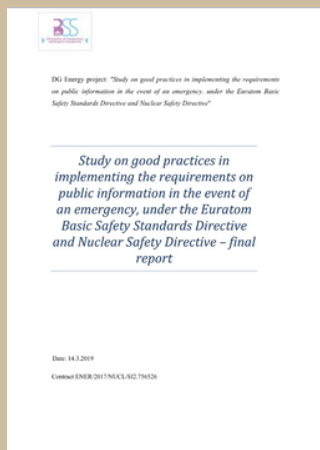 BSS
DG Energy project: "Study on good practices in implementing the requirements
on public information in the event of an emergency, under the Euratom Basic
Safety Standards Directive and Nuclear Safety Directive"
Study on good practices in
implementing the requirements on
public information in the event of
an emergency, under the Euratom
Basic Safety Standards Directive
and Nuclear Safety Directive – final
report
Date: 14.3.2019
Contract ENER/2017/NUCL/SI2.756526